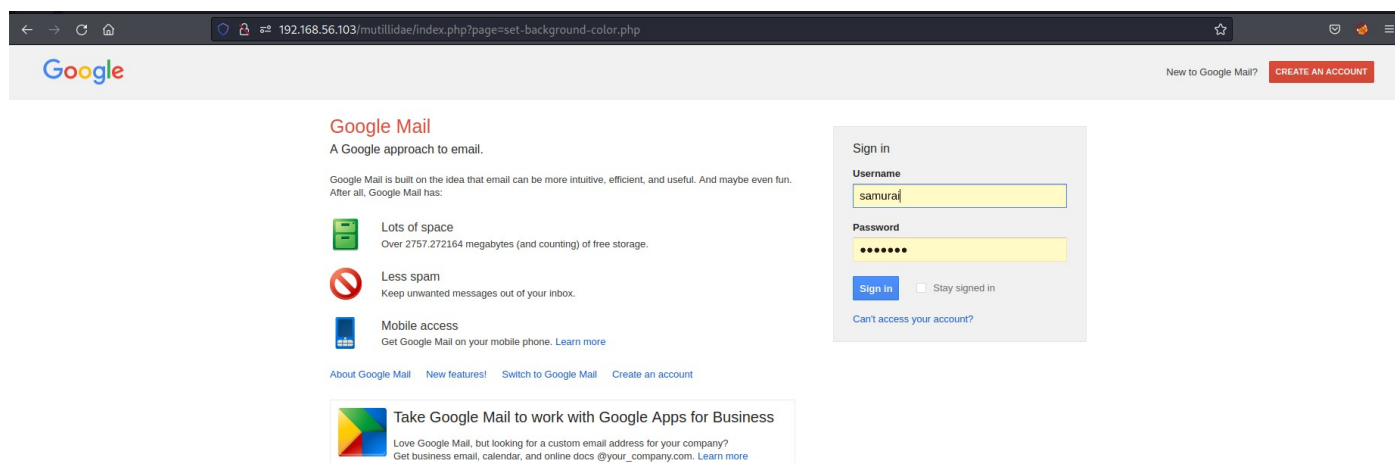 192.168.56.103/mutillidae/index.php?page=set-background-color.php
Google
New to Google Mail?
CREATE AN ACCOUNT
Google Mail
A Google approach to email.
Google Mail is built on the idea that email can be more intuitive, efficient, and useful. And maybe even fun.
After all, Google Mail has:
Lots of space
Over 2757.272164 megabytes (and counting) of free storage.
Less spam
Keep unwanted messages out of your inbox.
Mobile access
Get Google Mail on your mobile phone. Learn more
About Google Mail New features! Switch to Google Mail Create an account
Take Google Mail to work with Google Apps for Business
Love Google Mail, but looking for a custom email address for your company?
Get business email, calendar, and online docs @your_company.com. Learn more
Sign in
Username
samurai
Password
•••••••
Sign in
Stay signed in
Can't access your account?